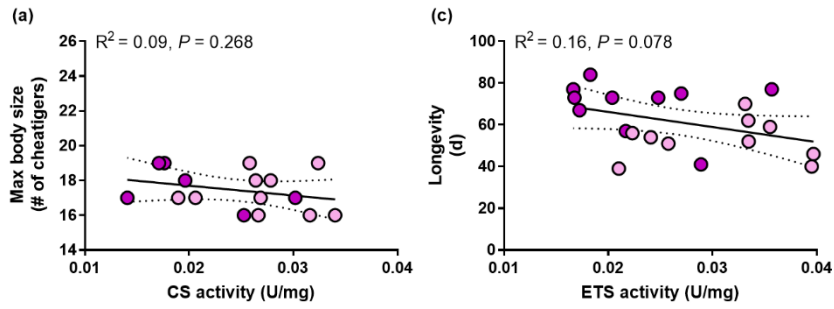 (a)
R² = 0.09, P = 0.268
26
24
22
20
18
16
14
Max body size
(# of cheatigers)
0.01
0.02
0.03
0.04
CS activity (U/mg)
(c)
R² = 0.16, P = 0.078
100
80
60
40
20
0
Longevity
(d)
0.01
0.02
0.03
0.04
ETS activity (U/mg)